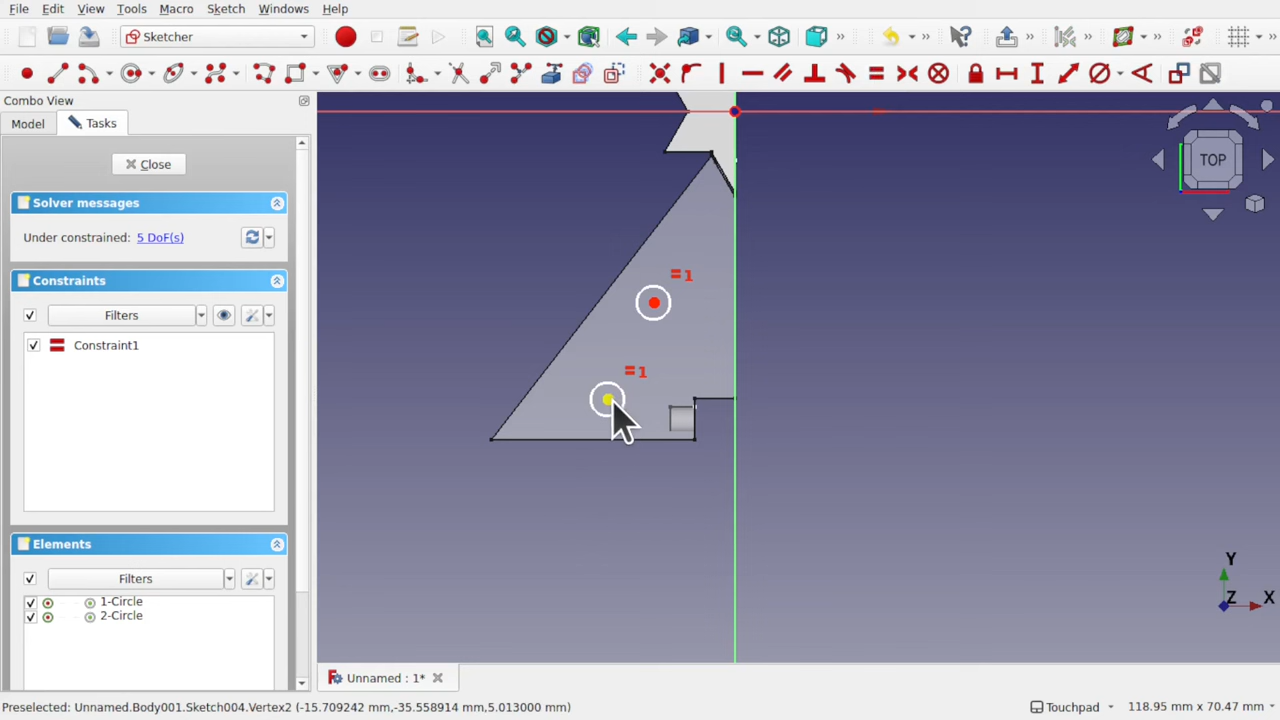 File Edit View Tools Macro Sketch Windows Help
Sketcher
Combo View
Model Tasks
Close
Solver messages
Under constrained: 5 DoF(s)
Constraints
Filters
Constraint1
Elements
Filters
1-Circle
2-Circle
=1
=1
TOP
Y
Z X
Unnamed : 1*
Preselected: Unnamed.Body001.Sketch004.Vertex2 (-15.709242 mm,-35.558914 mm,5.013000 mm)
Touchpad 118.95 mm x 70.47 mm